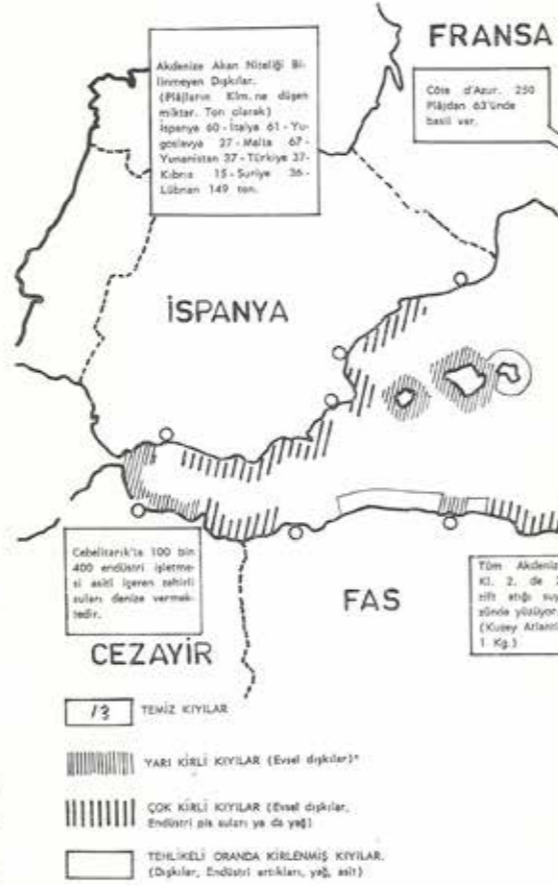 FRANSA
Akdenize Akan Niteliği Bi-
linmeyen Dışkılar.
(Plâjların Klm. ne düşen
miktar. Ton olarak)
İspanya 60 - İtalya 61 - Yu-
goslavya 27 - Malta 67 -
Yunanistan 37 - Türkiye 37-
Kıbrıs 15 - Suriye 36 -
Lübnan 149 ton.
Côte d'Azur. 250
Plâjdan 63'ünde
basil var.
İSPANYA
Cebelitarık'ta 100 bin
400 endüstri işletme-
si asiti içeren zehirli
suları denize vermek-
tedir.
Tüm Akdeniz
Kl. 2. de
zift atığı suy
zünde yüzüyor.
(Kuzey Atlanti
1 Kg.)
FAS
CEZAYİR
13 TEMİZ KIYILAR
YARI KİRLİ KIYILAR (Evsel dışkılar)*
ÇOK KİRLİ KIYILAR (Evsel dışkılar,
Endüstri pis suları ya da yağ)
TEHLİKELİ ORANDA KİRLENMİŞ KIYILAR.
(Dışkılar, Endüstri artıkları, yağ, asit)